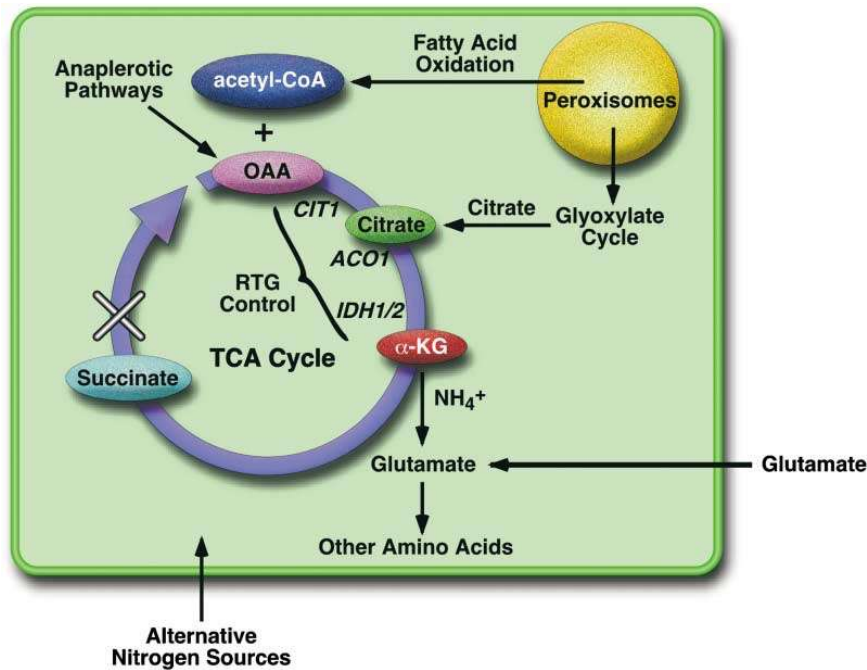 Fatty Acid
Oxidation
Anaplerotic
Pathways
acetyl-CoA
Peroxisomes
+
OAA
CIT1
Citrate
Citrate
Glyoxylate
Cycle
ACO1
RTG
Control
IDH1/2
α-KG
TCA Cycle
Succinate
NH₄⁺
Glutamate
Glutamate
Other Amino Acids
Alternative
Nitrogen Sources